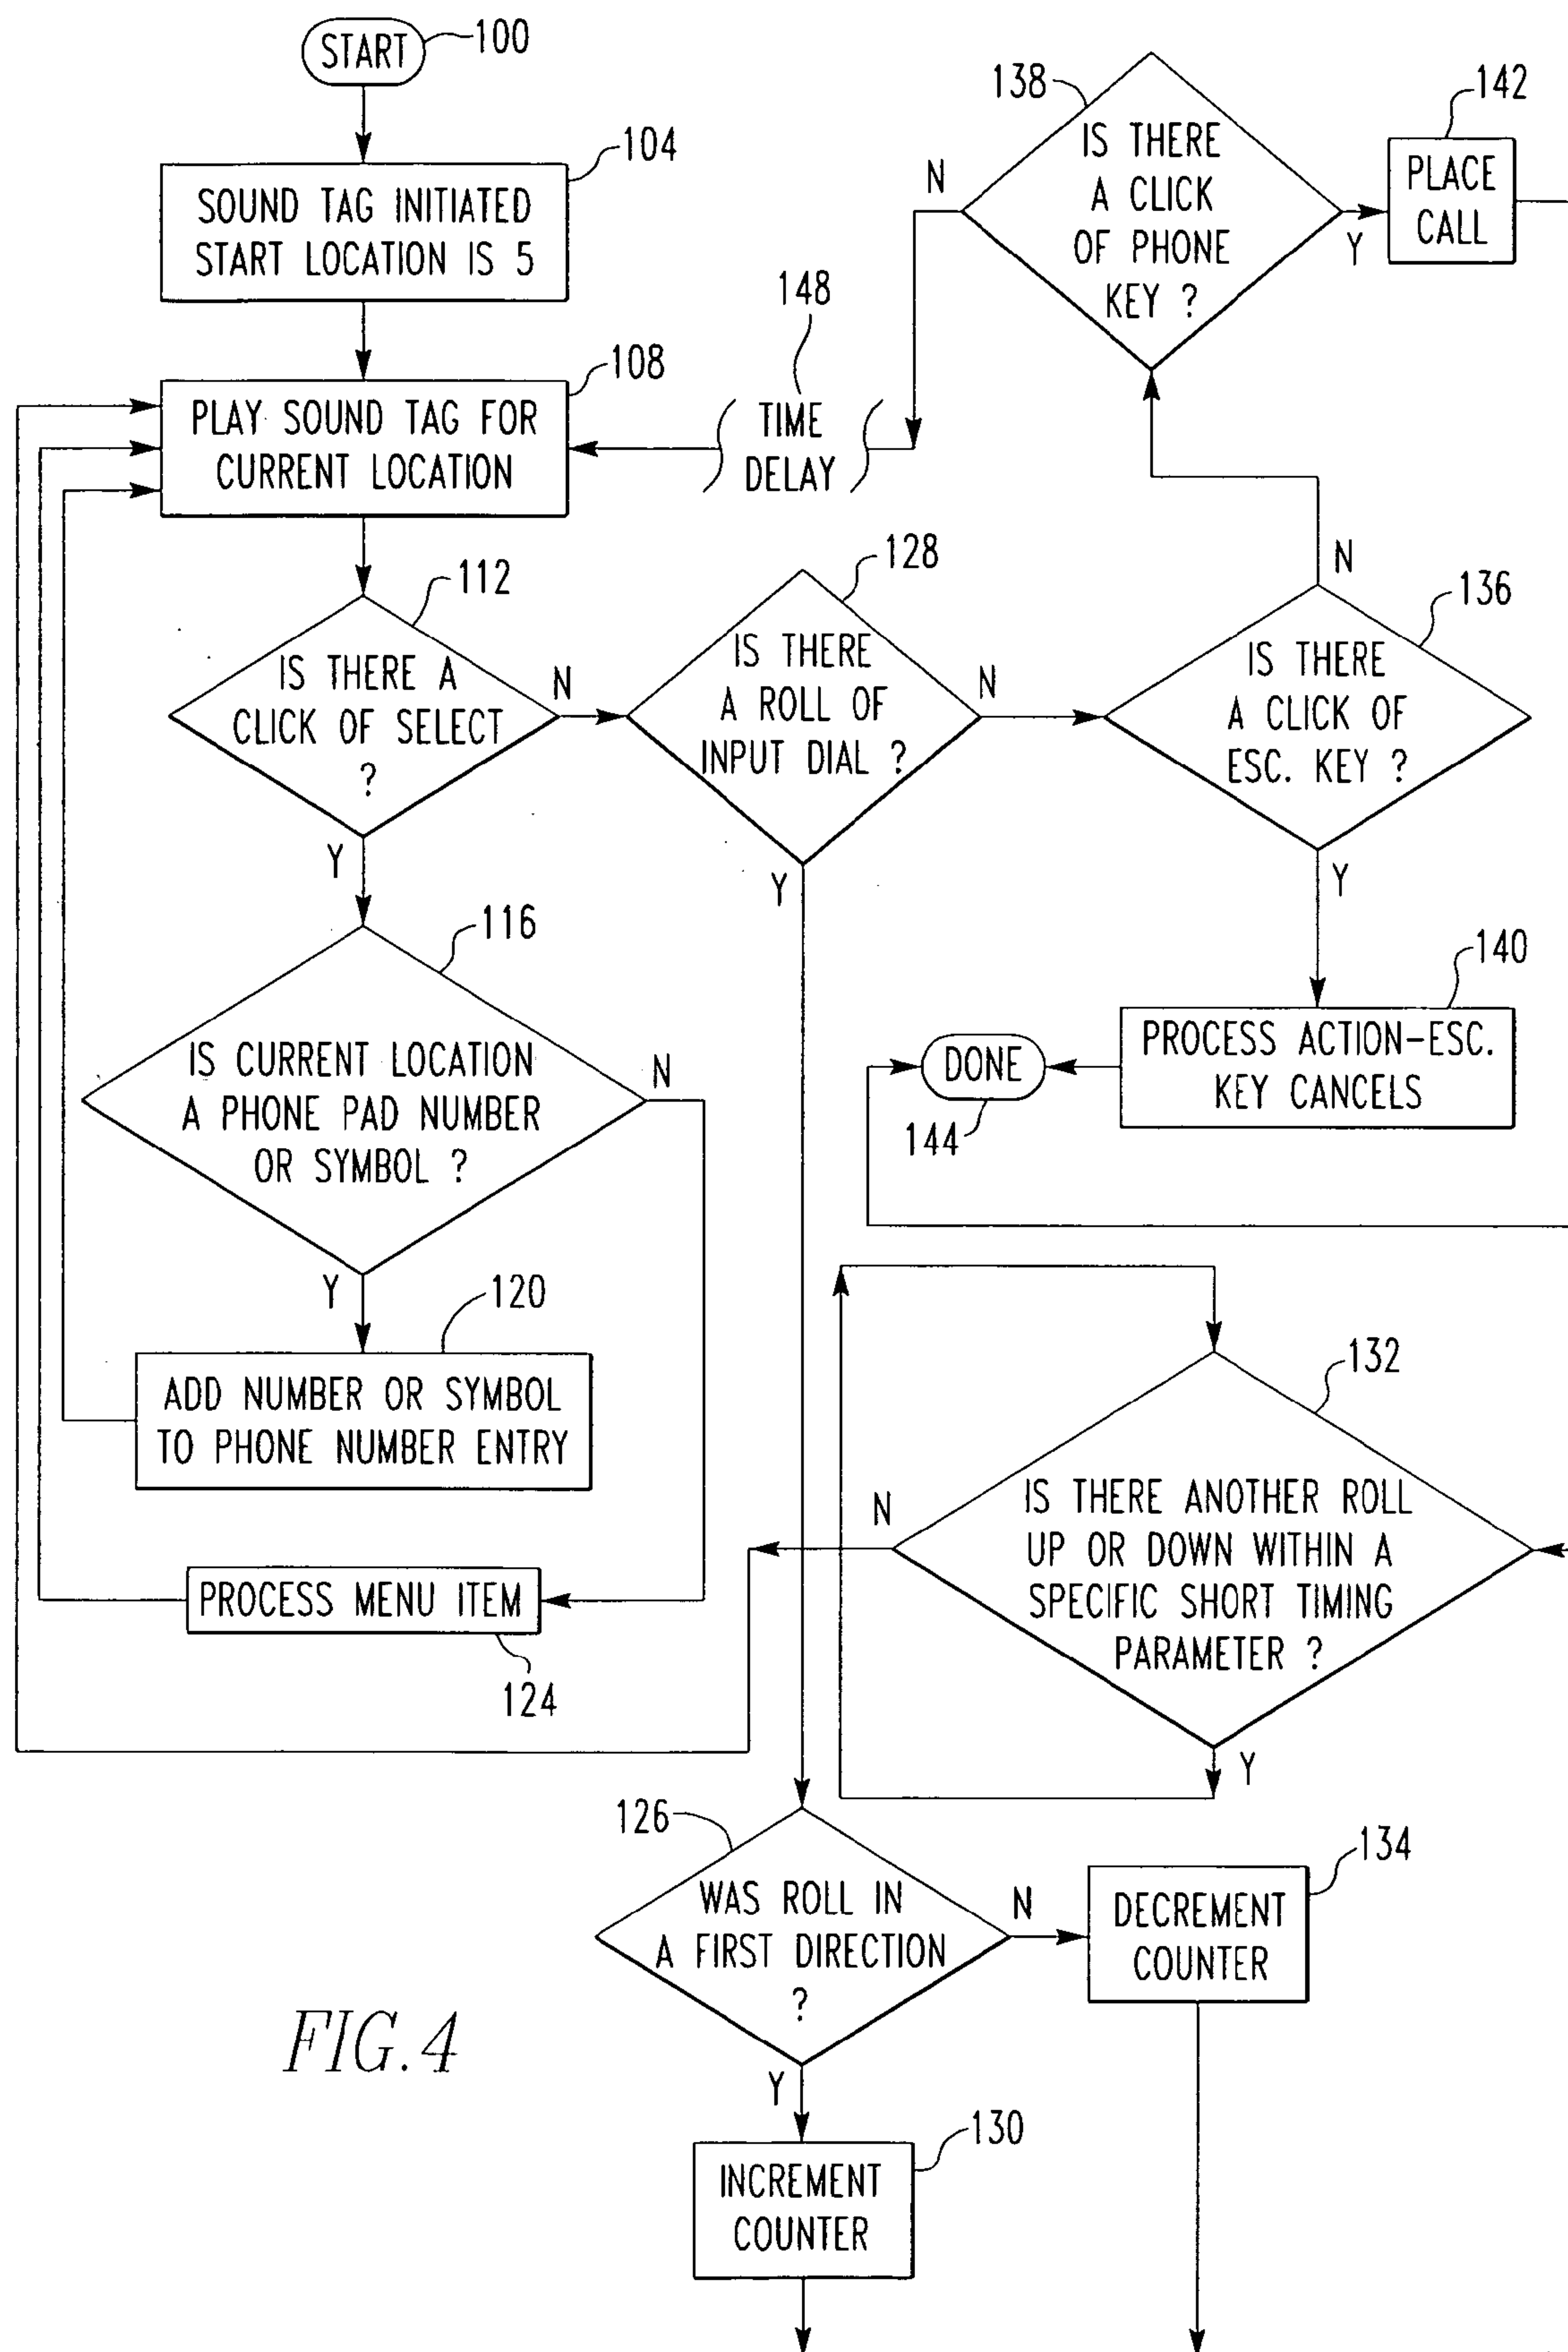 START
100
104
SOUND TAG INITIATED
START LOCATION IS 5
108
PLAY SOUND TAG FOR
CURRENT LOCATION
148
TIME
DELAY
138
IS THERE
A CLICK
OF PHONE
KEY ?
N
Y
142
PLACE
CALL
112
IS THERE A
CLICK OF SELECT
?
N
Y
128
IS THERE
A ROLL OF
INPUT DIAL ?
N
Y
136
IS THERE
A CLICK OF
ESC. KEY ?
N
Y
140
PROCESS ACTION-ESC.
KEY CANCELS
DONE
144
116
IS CURRENT LOCATION
A PHONE PAD NUMBER
OR SYMBOL ?
N
Y
120
ADD NUMBER OR SYMBOL
TO PHONE NUMBER ENTRY
PROCESS MENU ITEM
124
132
IS THERE ANOTHER ROLL
UP OR DOWN WITHIN A
SPECIFIC SHORT TIMING
PARAMETER ?
N
Y
126
WAS ROLL IN
A FIRST DIRECTION
?
N
Y
134
DECREMENT
COUNTER
130
INCREMENT
COUNTER
FIG.4